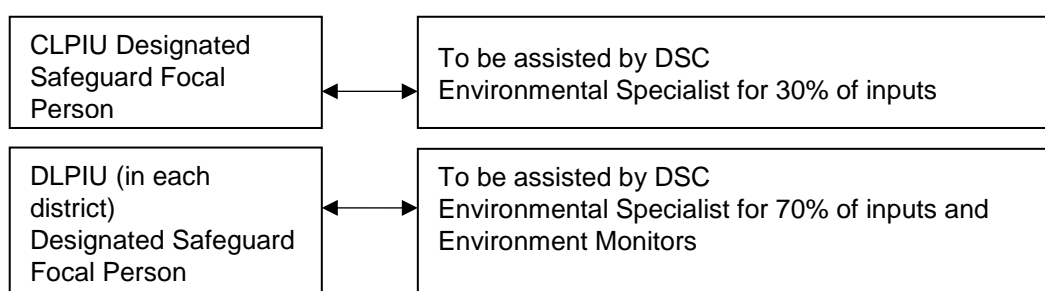 CLPIU Designated
Safeguard Focal
Person
To be assisted by DSC
Environmental Specialist for 30% of inputs
DLPIU (in each
district)
Designated Safeguard
Focal Person
To be assisted by DSC
Environmental Specialist for 70% of inputs and
Environment Monitors